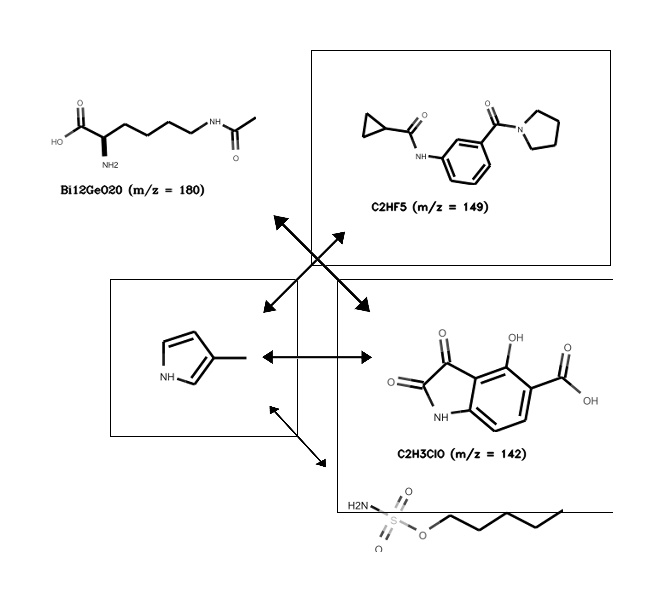 O
HO
NH2
NH
O
Bi12GeO20 (m/z = 180)
O
NH
O
N
C2HF5 (m/z = 149)
NH
O
O
NH
OH
O
OH
C2H3ClO (m/z = 142)
H2N
O
S
O
O